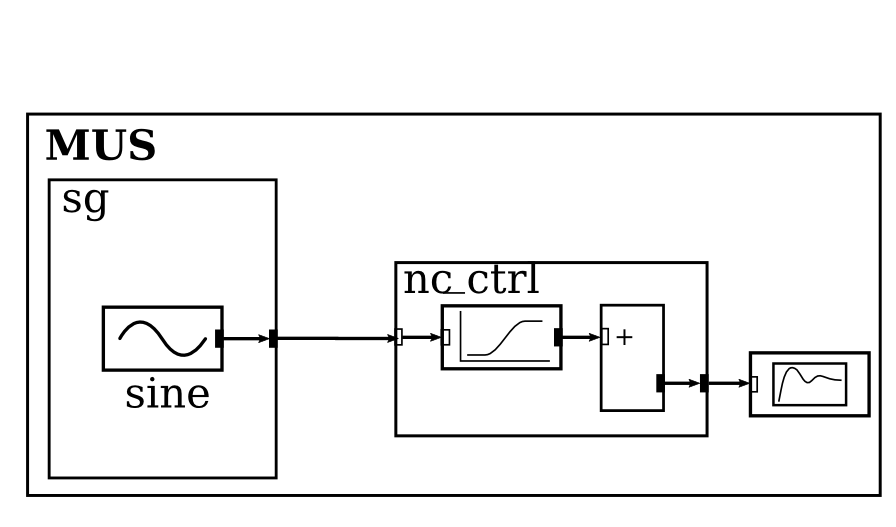 MUS
sg
nc_ctrl
+
sine